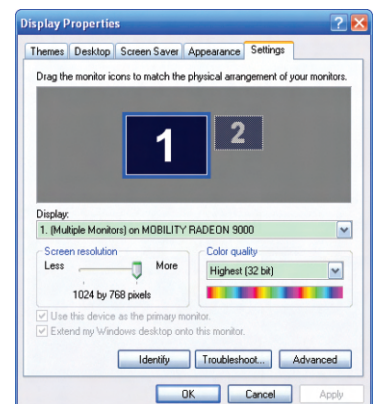 Display Properties
Themes Desktop Screen Saver Appearance Settings
Drag the monitor icons to match the physical arrangement of your monitors.
1 2
Display:
1. (Multiple Monitors) on MOBILITY RADEON 9000
Screen resolution Color quality
Less More Highest (32 bit)
1024 by 768 pixels
Use this device as the primary monitor.
Extend my Windows desktop onto this monitor.
Identify Troubleshoot... Advanced
OK Cancel Apply